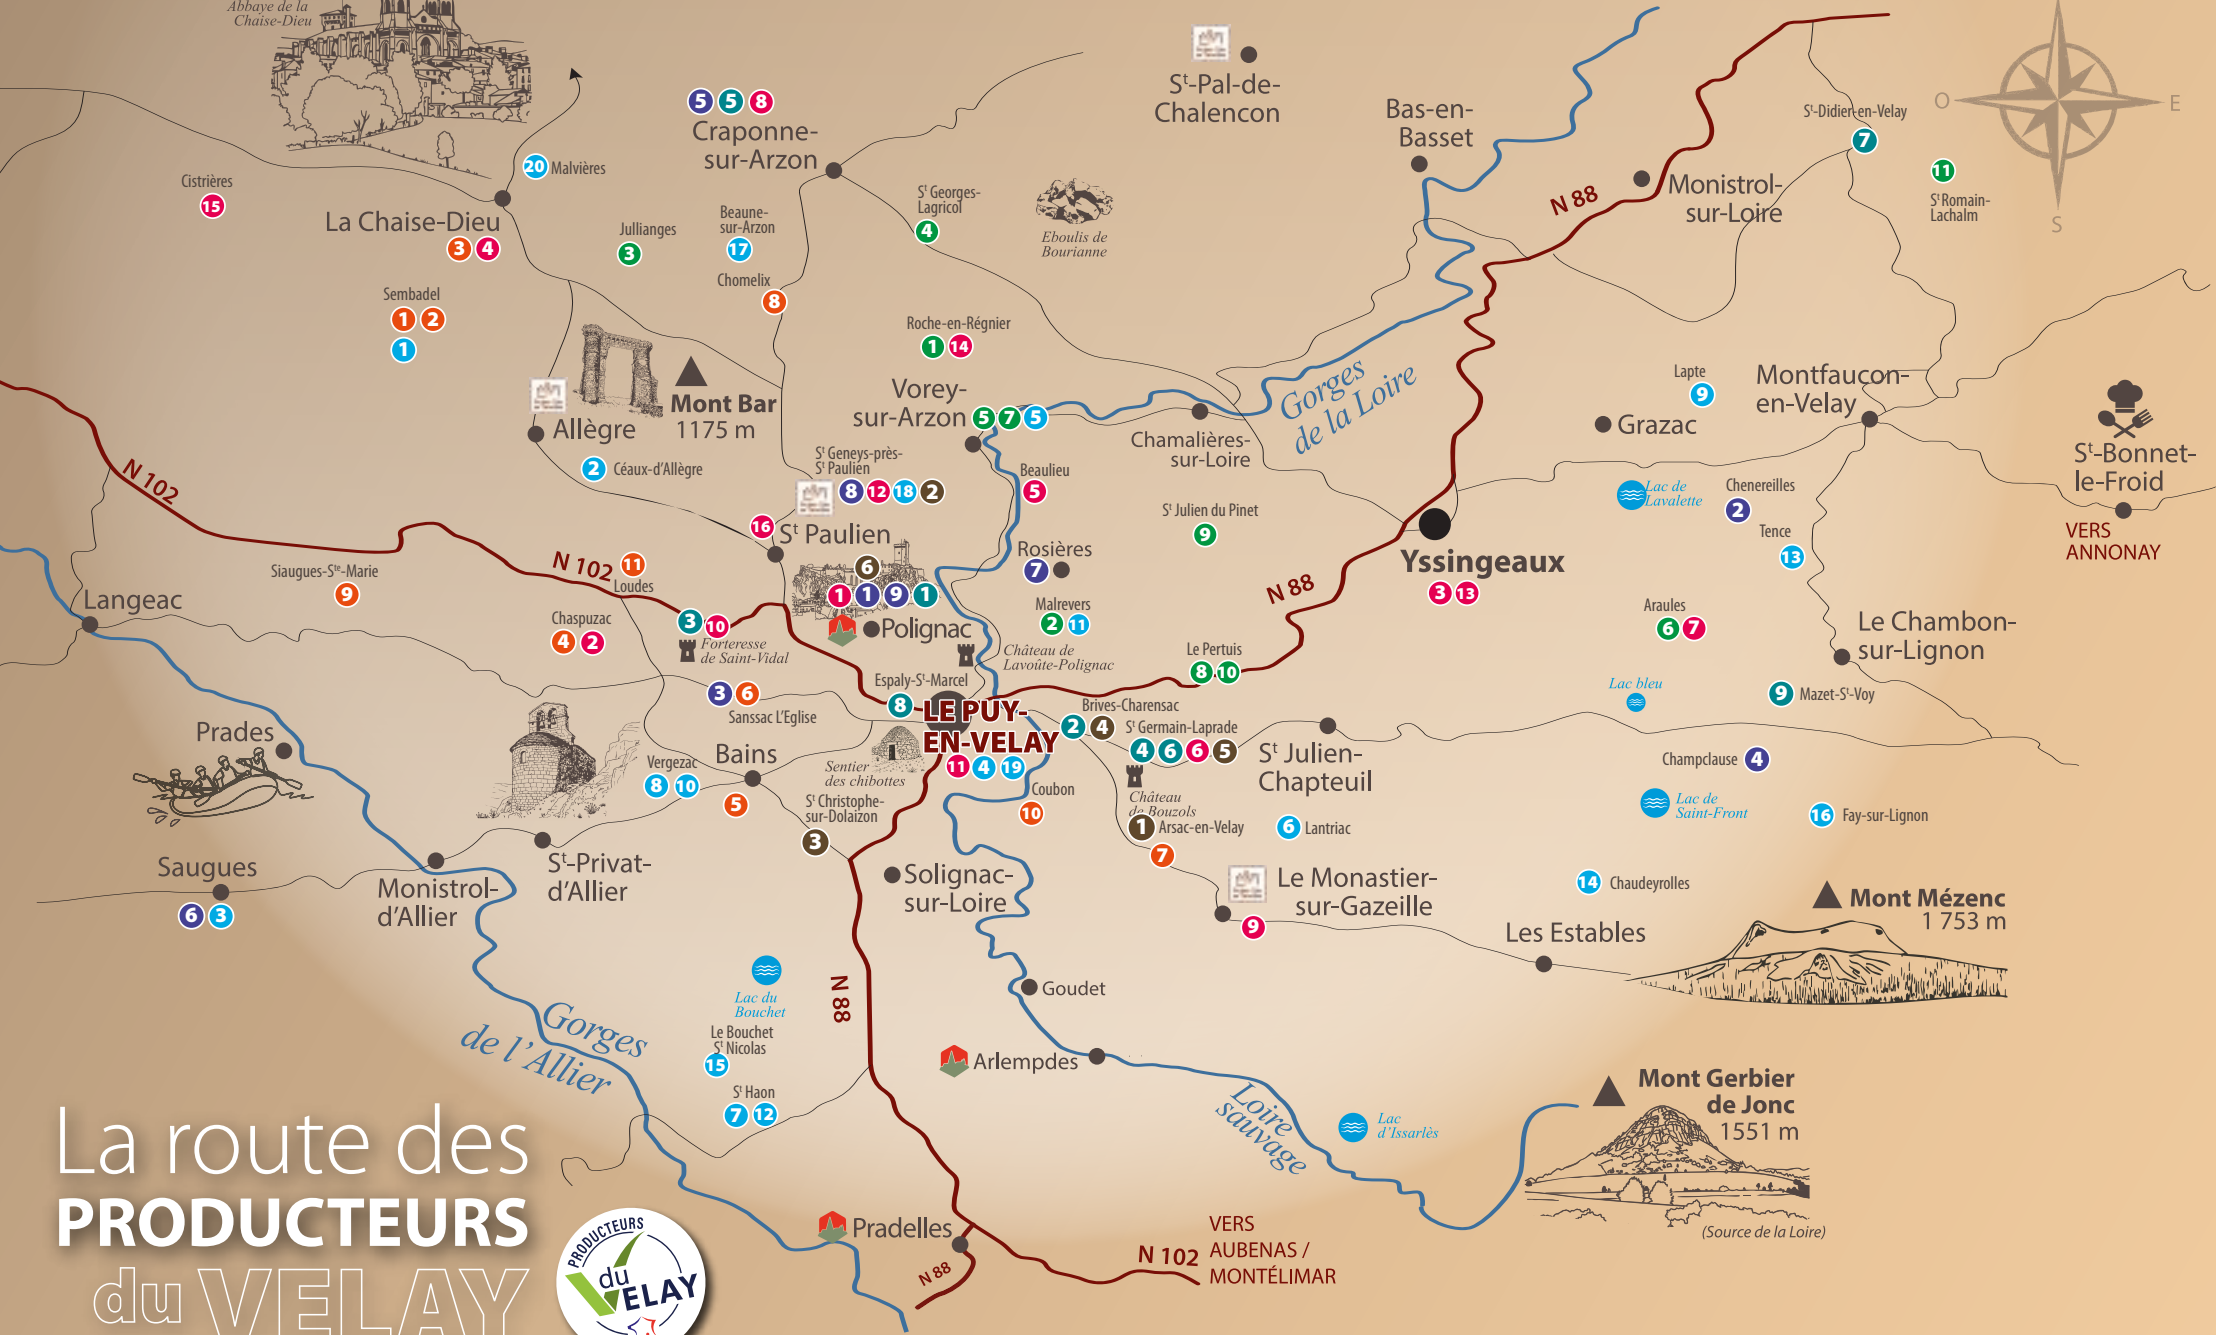 Abbaye de la
Chaise-Dieu
St-Pal-de-
Chalencon
Bas-en-
Basset
St-Didier-en-Velay
7
O
E
S
11
St Romain-
Lachalm
5 5 8
Craponne-
sur-Arzon
20 Malvières
Cistrières
15
La Chaise-Dieu
3 4
Jullianges
3
Beaune-
sur-Arzon
17
Chomelix
8
St Georges-
Lagricol
4
Eboulis de
Bourianne
N 88
Monistrol-
sur-Loire
Sembadel
1 2
1
Roche-en-Régnier
1 14
Mont Bar
1175 m
Allègre
2 Céaux-d'Allègre
Vorey-
sur-Arzon
5 7 5
Chamalières-
sur-Loire
Gorges
de la Loire
Lapte
9
Grazac
Montfaucon-
en-Velay
St-Bonnet-
le-Froid
VERS
ANNONAY
N 102
St Geneys-près-
St Paulien
8 12 18 2
Beaulieu
5
16
St Paulien
St Julien du Pinet
9
Lac de
Lavalette
Chenereilles
2
Tence
13
Yssingeaux
3 13
N 88
Siaugues-Ste-Marie
9
N 102
11
Loudes
Langeac
Chaspuzac
4 2
3 10
Forteresse
de Saint-Vidal
6
1 1 9 1
Polignac
Rosières
7
Malrevers
2 11
Château de
Lavoûte-Polignac
Le Pertuis
8 10
Araules
6 7
Le Chambon-
sur-Lignon
Lac bleu
9 Mazet-St-Voy
3 6
Sanssac L'Eglise
Espaly-St-Marcel
8
LE PUY-
EN-VELAY
11 4 19
Brives-Charensac
2 4
St Germain-Laprade
4 6 6 5
St Julien-
Chapteuil
Champclause 4
Prades
Bains
Vergezac
8 10
5
Sentier
des chibottes
St Christophe-
sur-Dolaizon
3
Coubon
10
Château
de Bouzols
1 Arsac-en-Velay
7
6 Lantriac
Lac de
Saint-Front
16 Fay-sur-Lignon
Saugues
6 3
Monistrol-
d'Allier
St-Privat-
d'Allier
Solignac-
sur-Loire
Le Monastier-
sur-Gazeille
9
14 Chaudeyrolles
Mont Mézenc
1 753 m
Les Estables
Lac du
Bouchet
Le Bouchet
St Nicolas
15
N 88
Goudet
Gorges
de l'Allier
St Haon
7 12
Arlempdes
Loire
sauvage
Lac
d'Issarlès
Mont Gerbier
de Jonc
1551 m
(Source de la Loire)
Pradelles
N 88
N 102
VERS
AUBENAS /
MONTÉLIMAR
La route des
PRODUCTEURS
du VELAY
PRODUCTEURS
du
VELAY